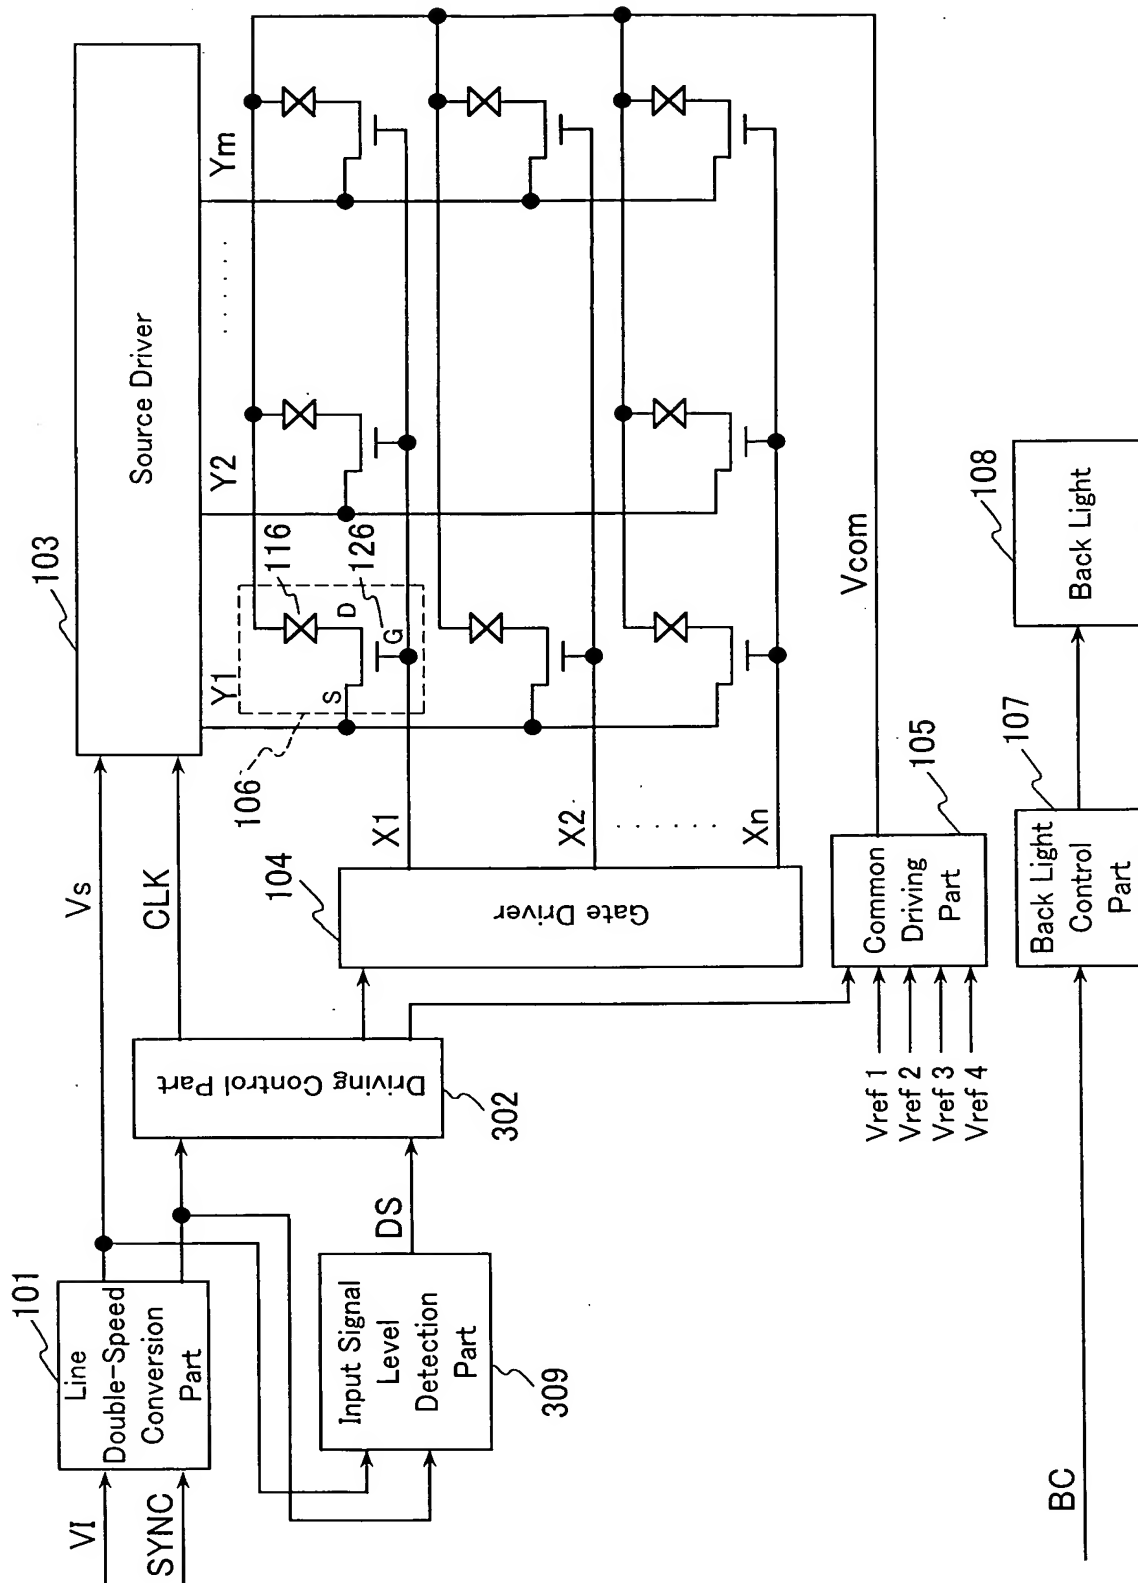 VI
SYNC
101
Line
Double-Speed
Conversion
Part
Vs
CLK
103
Source Driver
Input Signal
Level
Detection
Part
309
DS
Driving Control Part
302
104
Gate Driver
X1
X2
. . . . . .
Xn
106
Y1
Y2
. . . . . .
Ym
116
126
S
D
G
Vref 1
Vref 2
Vref 3
Vref 4
Common
Driving
Part
105
Vcom
BC
Back Light
Control
Part
107
Back Light
108